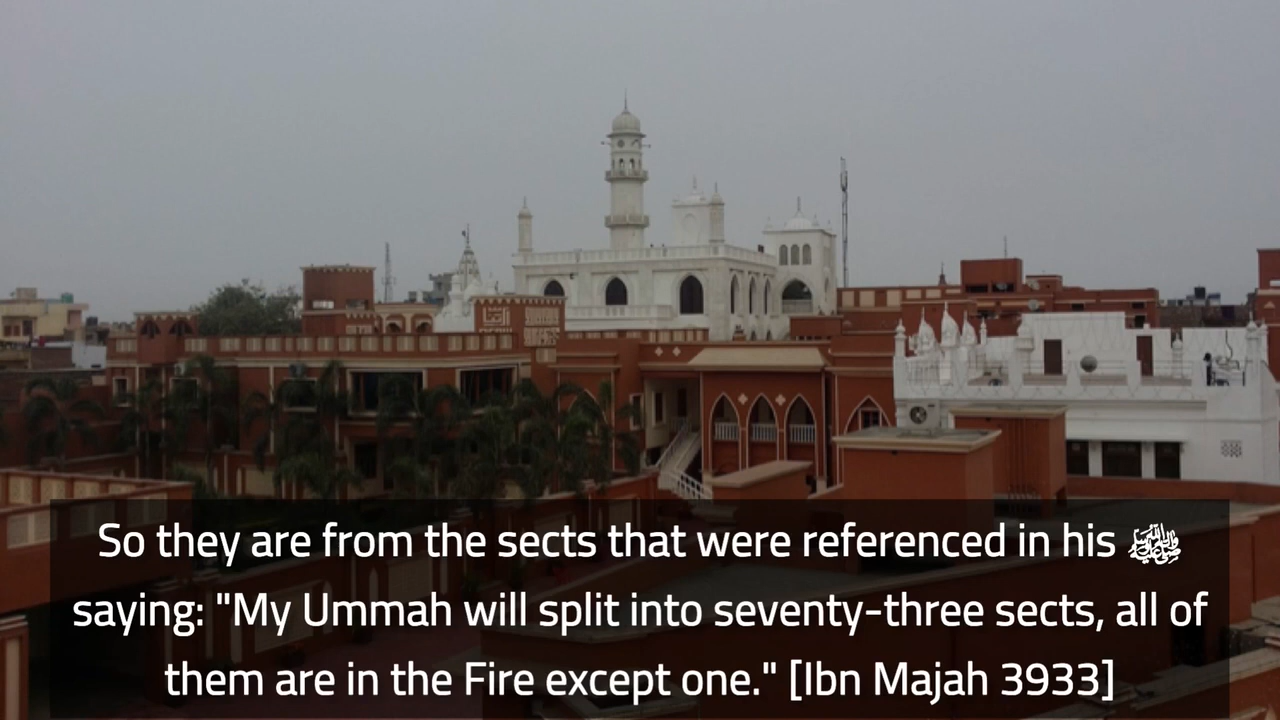 So they are from the sects that were referenced in his ﷺ
saying: "My Ummah will split into seventy-three sects, all of
them are in the Fire except one." [Ibn Majah 3933]